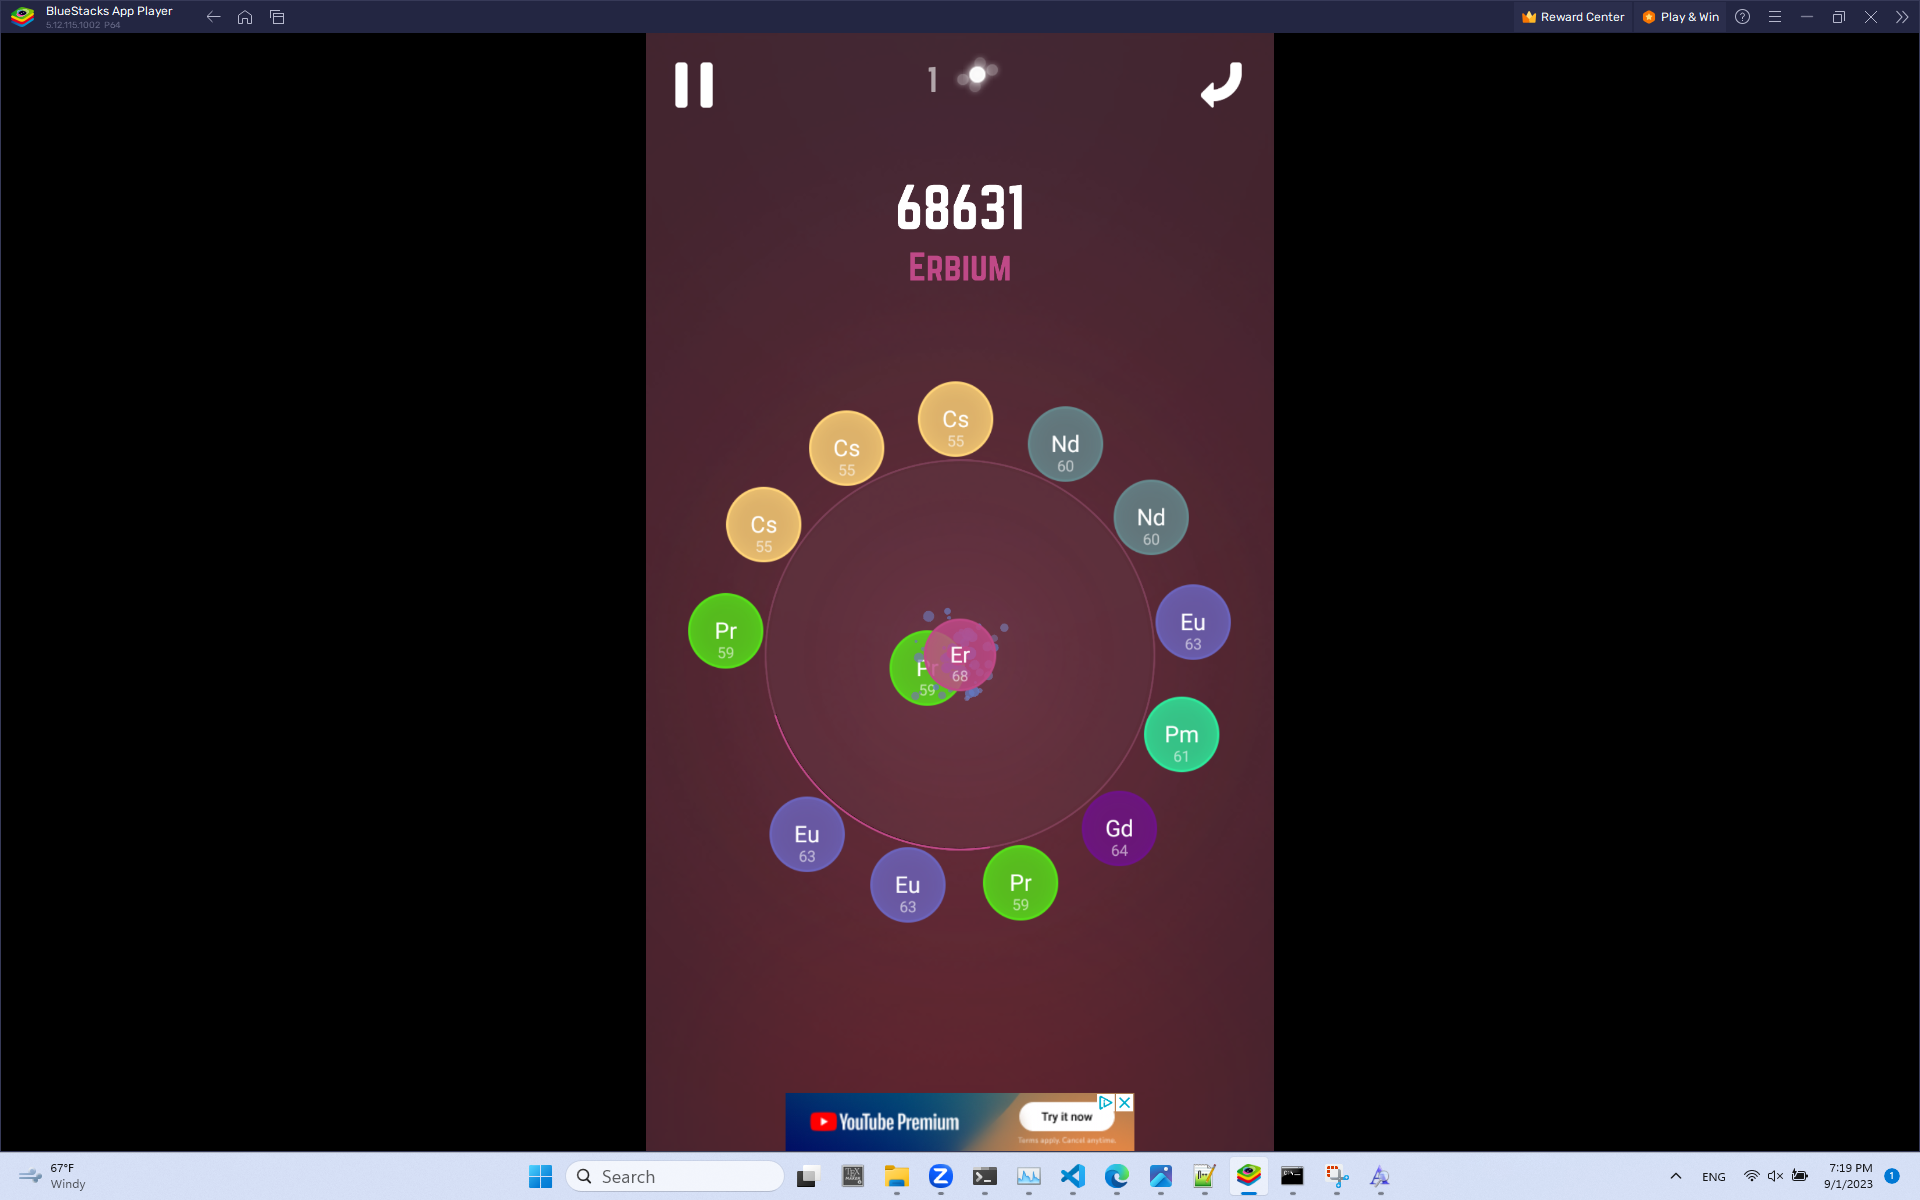 BlueStacks App Player
5.12.115.1002 P64
Reward Center
Play & Win
1
68631
Erbium
Cs
55
Nd
60
Cs
55
Nd
60
Cs
55
Eu
63
Pr
59
Er
68
59
Pm
61
Gd
64
Eu
63
Pr
59
Eu
63
YouTube Premium
Try it now
Terms apply. Cancel anytime.
67°F
Windy
Search
ENG
7:19 PM
9/1/2023
1